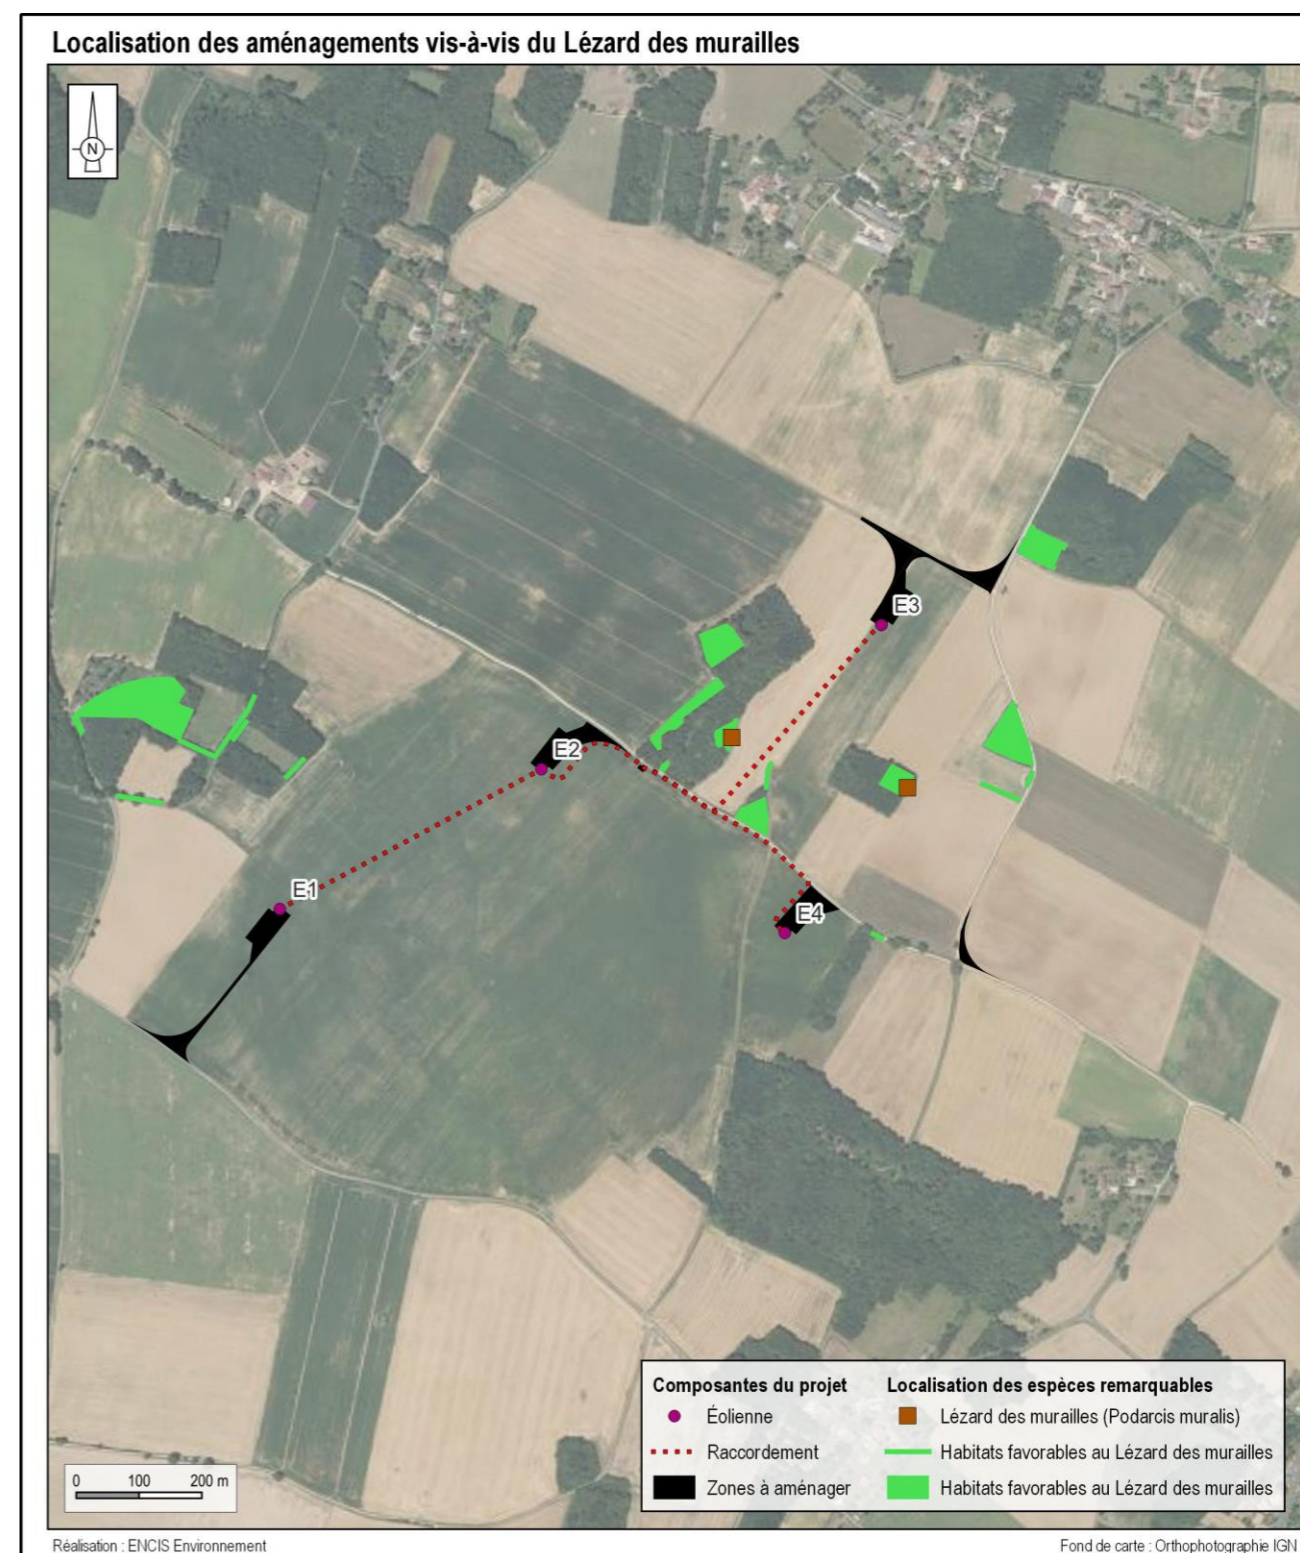 Localisation des aménagements vis-à-vis du Lézard des murailles
N
E3
E2
E1
E4
Composantes du projet
Éolienne
Raccordement
Zones à aménager
Localisation des espèces remarquables
Lézard des murailles (Podarcis muralis)
Habitats favorables au Lézard des murailles
Habitats favorables au Lézard des murailles
0 100 200 m
Réalisation : ENCIS Environnement
Fond de carte : Orthophotographie IGN